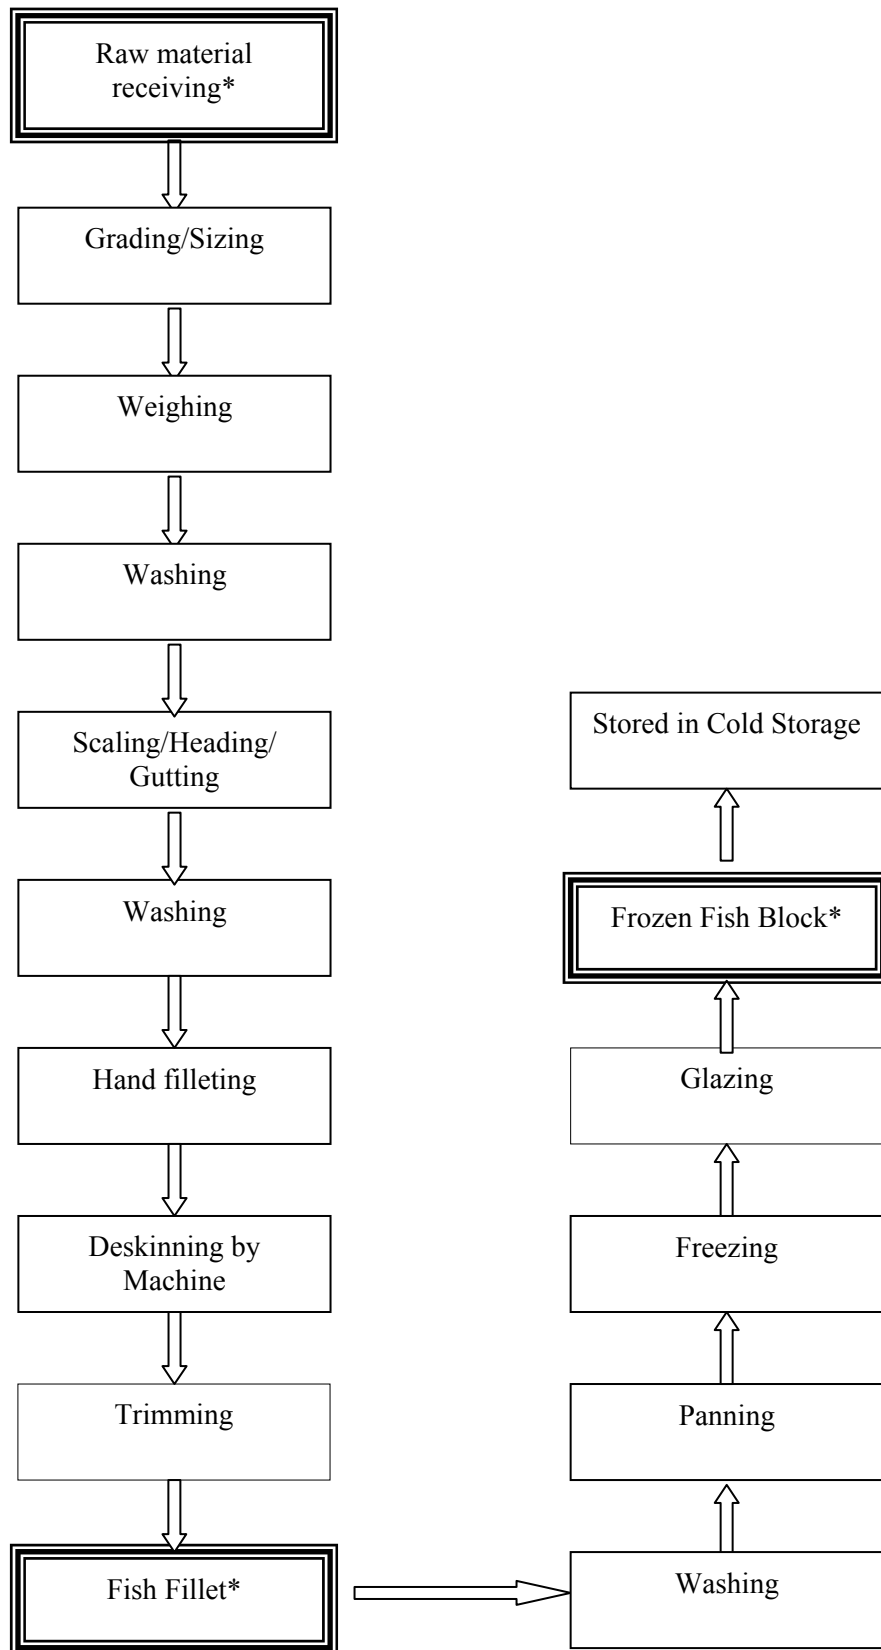 Raw material
receiving*
Grading/Sizing
Weighing
Washing
Scaling/Heading/
Gutting
Washing
Hand filleting
Deskinning by
Machine
Trimming
Fish Fillet*
Washing
Panning
Freezing
Glazing
Frozen Fish Block*
Stored in Cold Storage